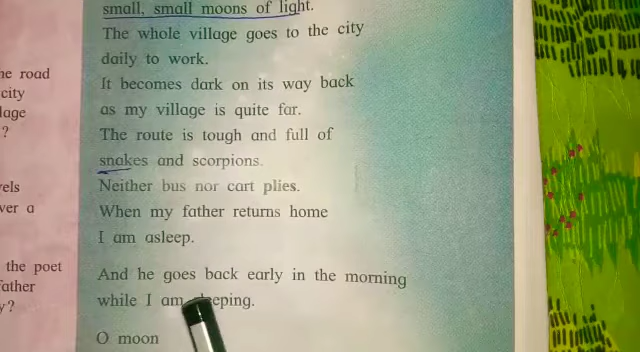 small, small moons of light.
The whole village goes to the city
daily to work.
It becomes dark on its way back
as my village is quite far.
The route is tough and full of
snakes and scorpions.
Neither bus nor cart plies.
When my father returns home
I am asleep.
And he goes back early in the morning
while I am
O moon
road
city
?
ver a
the poet
?